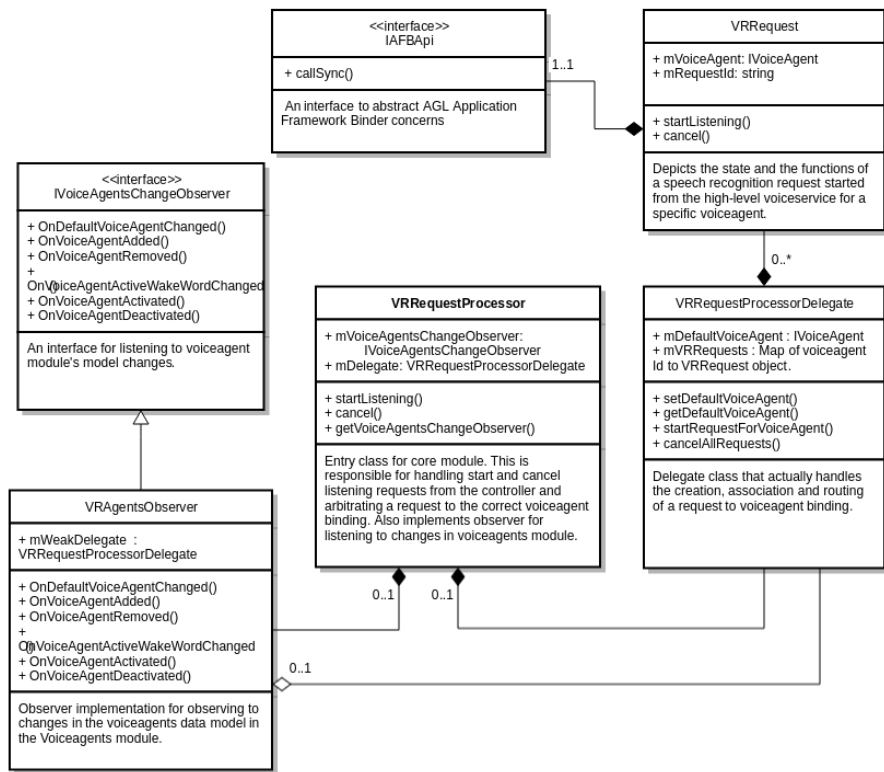 <<interface>>
IAFBApi
+ callSync()
An interface to abstract AGL Application
Framework Binder concerns
1..1
VRRequest
+ mVoiceAgent: IVoiceAgent
+ mRequestId: string
+ startListening()
+ cancel()
Depicts the state and the functions of
a speech recognition request started
from the high-level voiceservice for a
specific voiceagent.
0..*
<<interface>>
IVoiceAgentsChangeObserver
+ OnDefaultVoiceAgentChanged()
+ OnVoiceAgentAdded()
+ OnVoiceAgentRemoved()
+
OnVoiceAgentActiveWakeWordChanged
()
+ OnVoiceAgentActivated()
+ OnVoiceAgentDeactivated()
An interface for listening to voiceagent
module's model changes.
VRRequestProcessor
+ mVoiceAgentsChangeObserver:
IVoiceAgentsChangeObserver
+ mDelegate: VRRequestProcessorDelegate
+ startListening()
+ cancel()
+ getVoiceAgentsChangeObserver()
Entry class for core module. This is
responsible for handling start and cancel
listening requests from the controller and
arbitrating a request to the correct voiceagent
binding. Also implements observer for
listening to changes in voiceagents module.
0..1
0..1
VRRequestProcessorDelegate
+ mDefaultVoiceAgent : IVoiceAgent
+ mVRRequests : Map of voiceagent
Id to VRRequest object.
+ setDefaultVoiceAgent()
+ getDefaultVoiceAgent()
+ startRequestForVoiceAgent()
+ cancelAllRequests()
Delegate class that actually handles
the creation, association and routing
of a request to voiceagent binding.
VRAgentsObserver
+ mWeakDelegate :
VRRequestProcessorDelegate
+ OnDefaultVoiceAgentChanged()
+ OnVoiceAgentAdded()
+ OnVoiceAgentRemoved()
+
OnVoiceAgentActiveWakeWordChanged
()
+ OnVoiceAgentActivated()
+ OnVoiceAgentDeactivated()
Observer implementation for observing to
changes in the voiceagents data model in
the Voiceagents module.
0..1